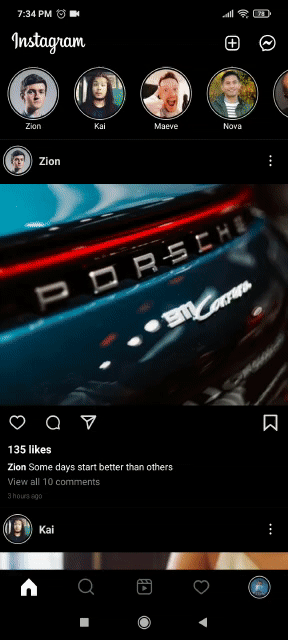 7:34 PM
78
Instagram
Zion
Kai
Maeve
Nova
Zion
PORSCHE
911 Carrera
135 likes
Zion Some days start better than others
View all 10 comments
3 hours ago
Kai